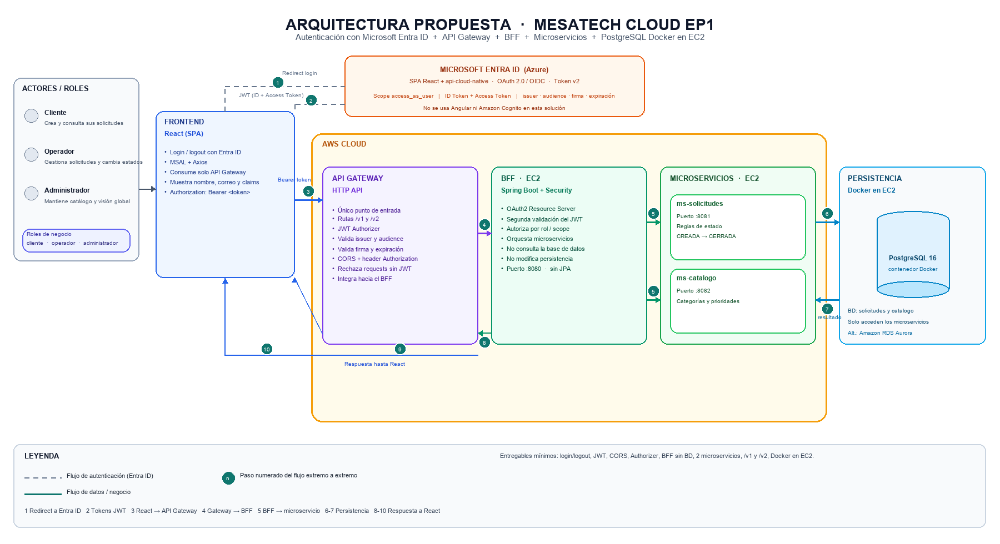 ARQUITECTURA PROPUESTA · MESATECH CLOUD EP1
Autenticación con Microsoft Entra ID + API Gateway + BFF + Microservicios + PostgreSQL Docker en EC2
ACTORES / ROLES
Cliente
Crea y consulta sus solicitudes
Operador
Gestiona solicitudes y cambia estados
Administrador
Mantiene catálogo y visión global
Roles de negocio
cliente · operador · administrador
Redirect login
1
JWT (ID + Access Token)
2
MICROSOFT ENTRA ID (Azure)
SPA React + api-cloud-native · OAuth 2.0 / OIDC · Token v2
Scope access_as_user | ID Token + Access Token | issuer · audience · firma · expiración
No se usa Angular ni Amazon Cognito en esta solución
FRONTEND
React (SPA)
• Login / logout con Entra ID
• MSAL + Axios
• Consume solo API Gateway
• Muestra nombre, correo y claims
• Authorization: Bearer <token>
Bearer token
3
AWS CLOUD
API GATEWAY
HTTP API
• Único punto de entrada
• Rutas /v1 y /v2
• JWT Authorizer
• Valida issuer y audience
• Valida firma y expiración
• CORS + header Authorization
• Rechaza requests sin JWT
• Integra hacia el BFF
4
BFF · EC2
Spring Boot + Security
• OAuth2 Resource Server
• Segunda validación del JWT
• Autoriza por rol / scope
• Orquesta microservicios
• No consulta la base de datos
• No modifica persistencia
• Puerto :8080 · sin JPA
5
5
MICROSERVICIOS · EC2
ms-solicitudes
Puerto :8081
Reglas de estado
CREADA → CERRADA
ms-catalogo
Puerto :8082
Categorías y prioridades
6
7
resultado
PERSISTENCIA
Docker en EC2
PostgreSQL 16
contenedor Docker
BD: solicitudes y catalogo
Solo acceden los microservicios
Alt.: Amazon RDS Aurora
8
9
10
Respuesta hasta React
LEYENDA
Entregables mínimos: login/logout, JWT, CORS, Authorizer, BFF sin BD, 2 microservicios, /v1 y /v2, Docker en EC2.
Flujo de autenticación (Entra ID)
n
Paso numerado del flujo extremo a extremo
Flujo de datos / negocio
1 Redirect a Entra ID 2 Tokens JWT 3 React → API Gateway 4 Gateway → BFF 5 BFF → microservicio 6-7 Persistencia 8-10 Respuesta a React